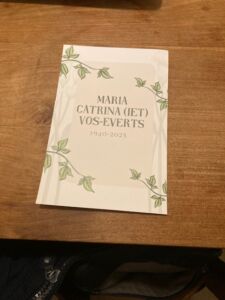 MARIA
CATRINA (IET)
VOS-EVERTS
1940-2023